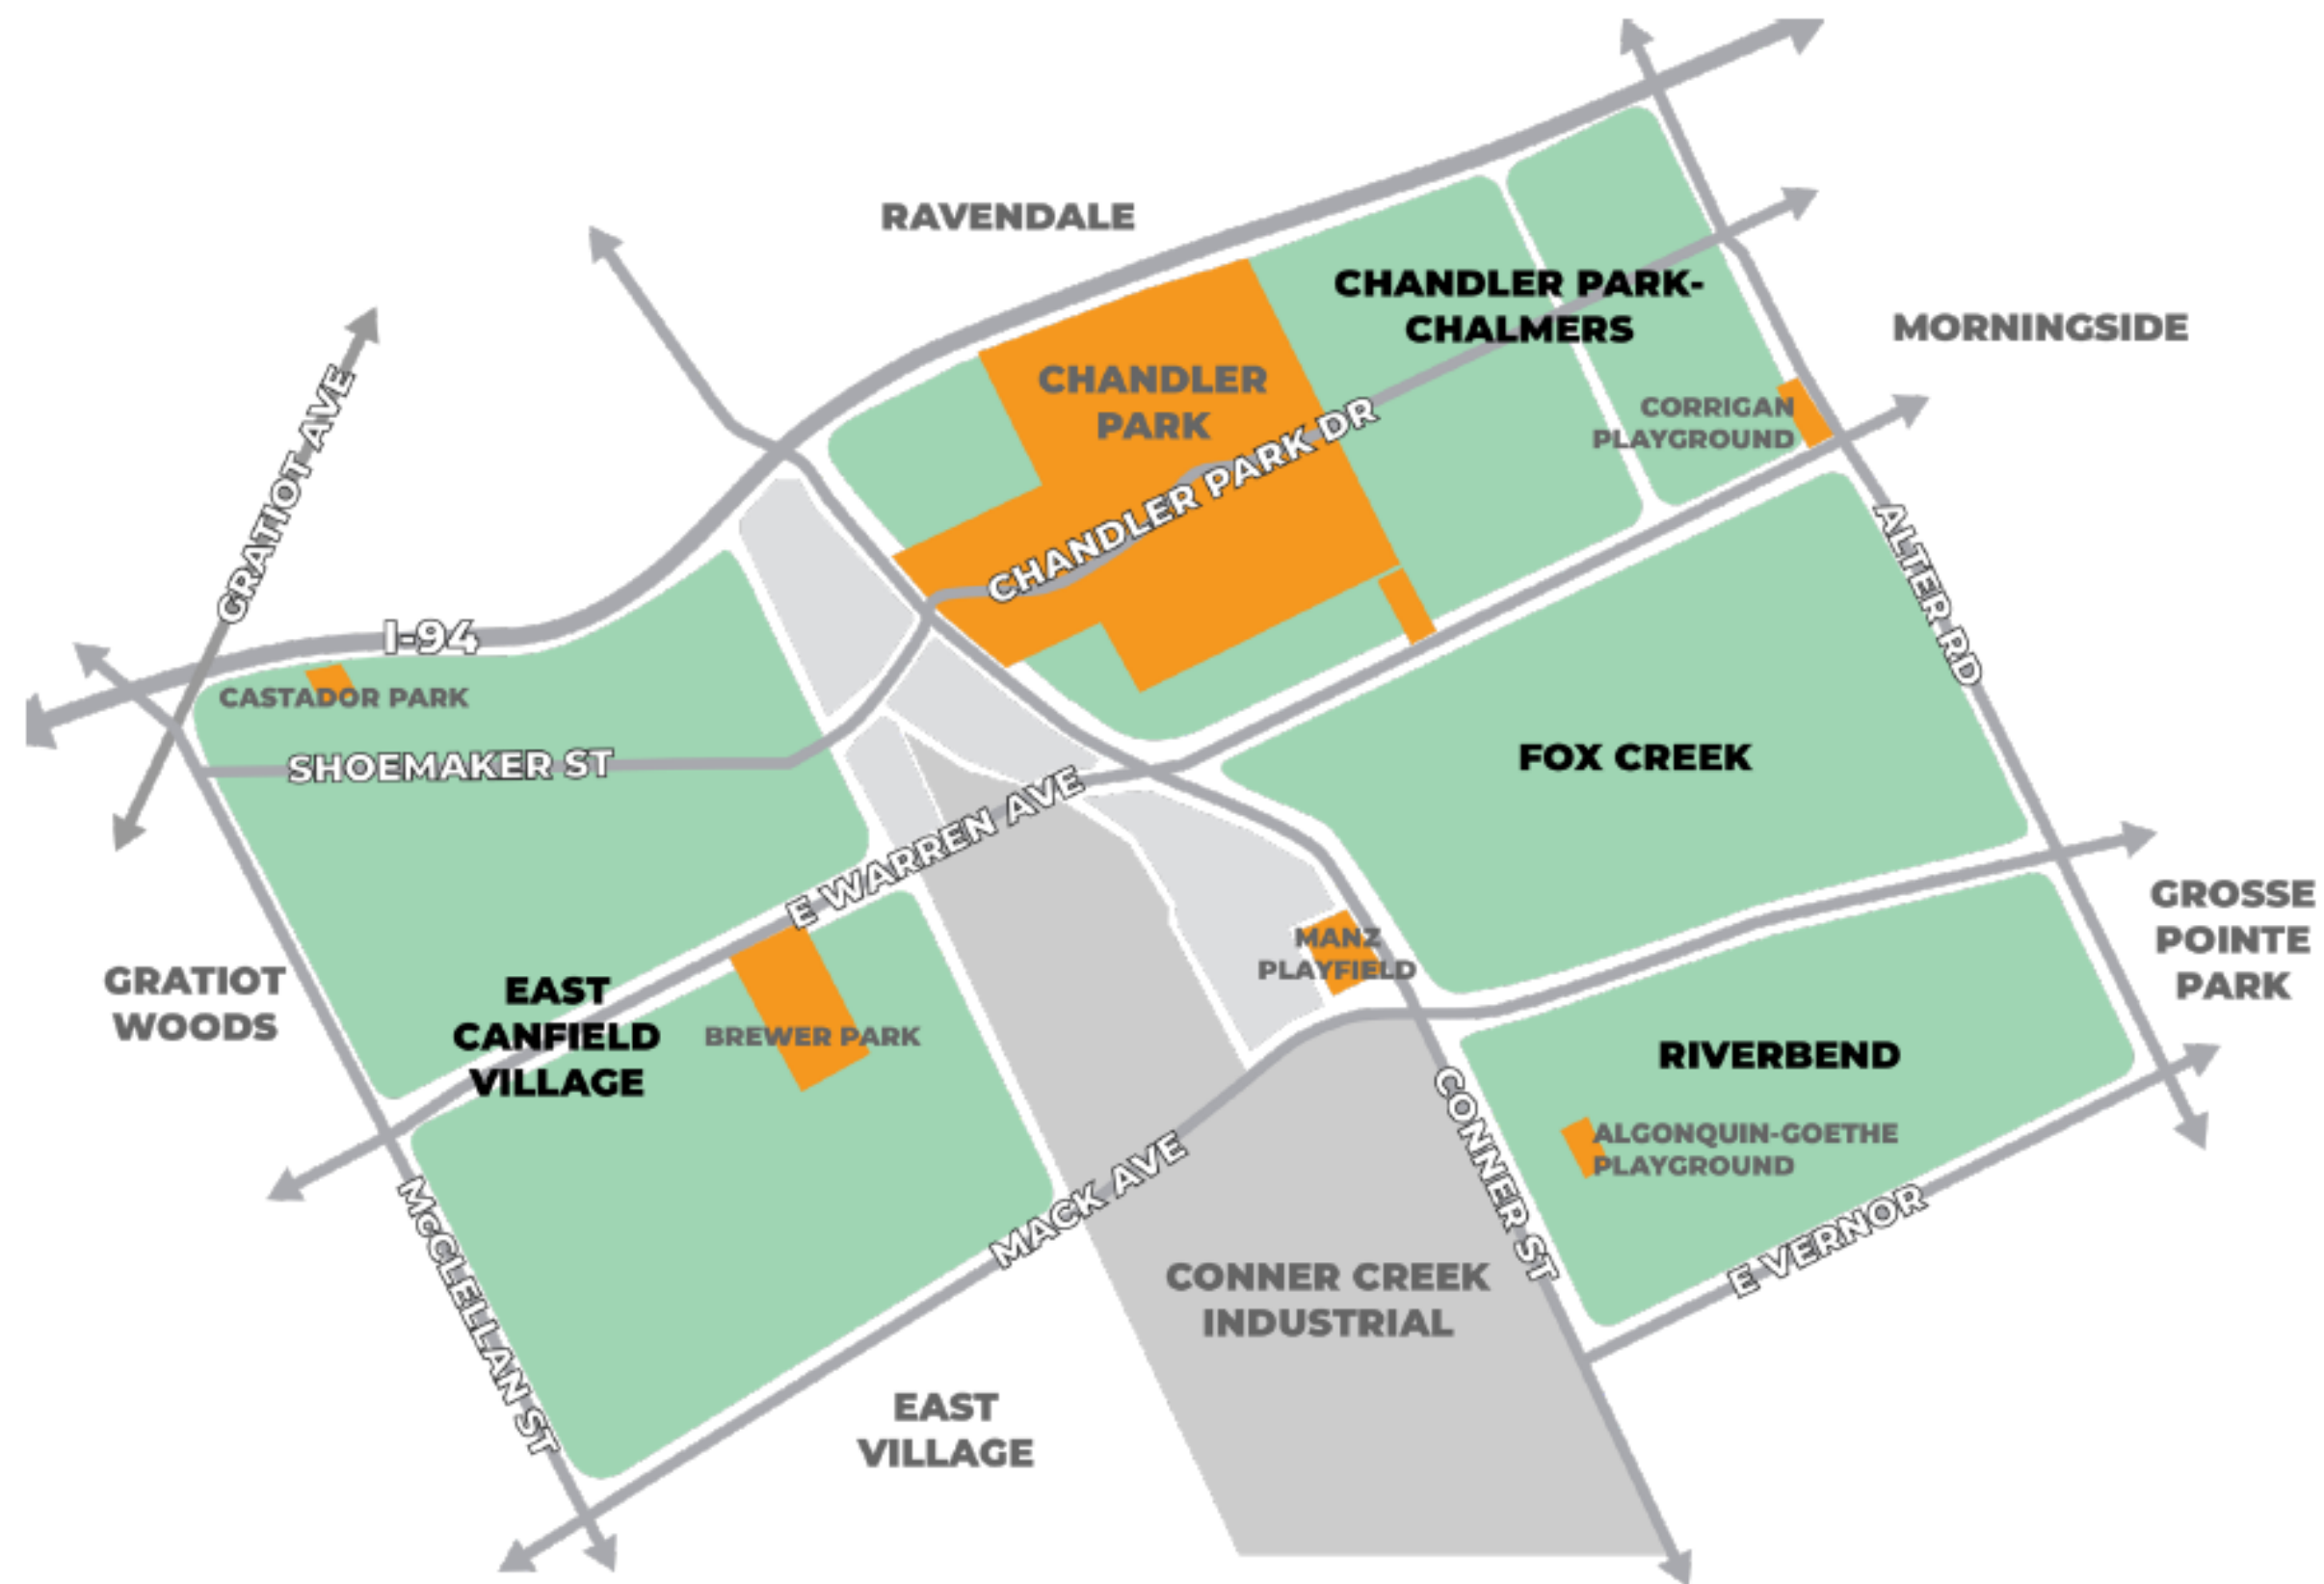 RAVENDALE
CHANDLER PARK-
CHALMERS
MORNINGSIDE
CHANDLER
PARK
CORRIGAN
PLAYGROUND
CHANDLER PARK DR
GRATIOT AVE
I-94
CASTADOR PARK
SHOEMAKER ST
ALTER RD
FOX CREEK
E WARREN AVE
GROSSE
POINTE
PARK
MANZ
PLAYFIELD
GRATIOT
WOODS
EAST
CANFIELD
VILLAGE
BREWER PARK
RIVERBEND
ALGONQUIN-GOETHE
PLAYGROUND
CONNER ST
MACK AVE
MCCLELLAN ST
E VERNOR
CONNER CREEK
INDUSTRIAL
EAST
VILLAGE